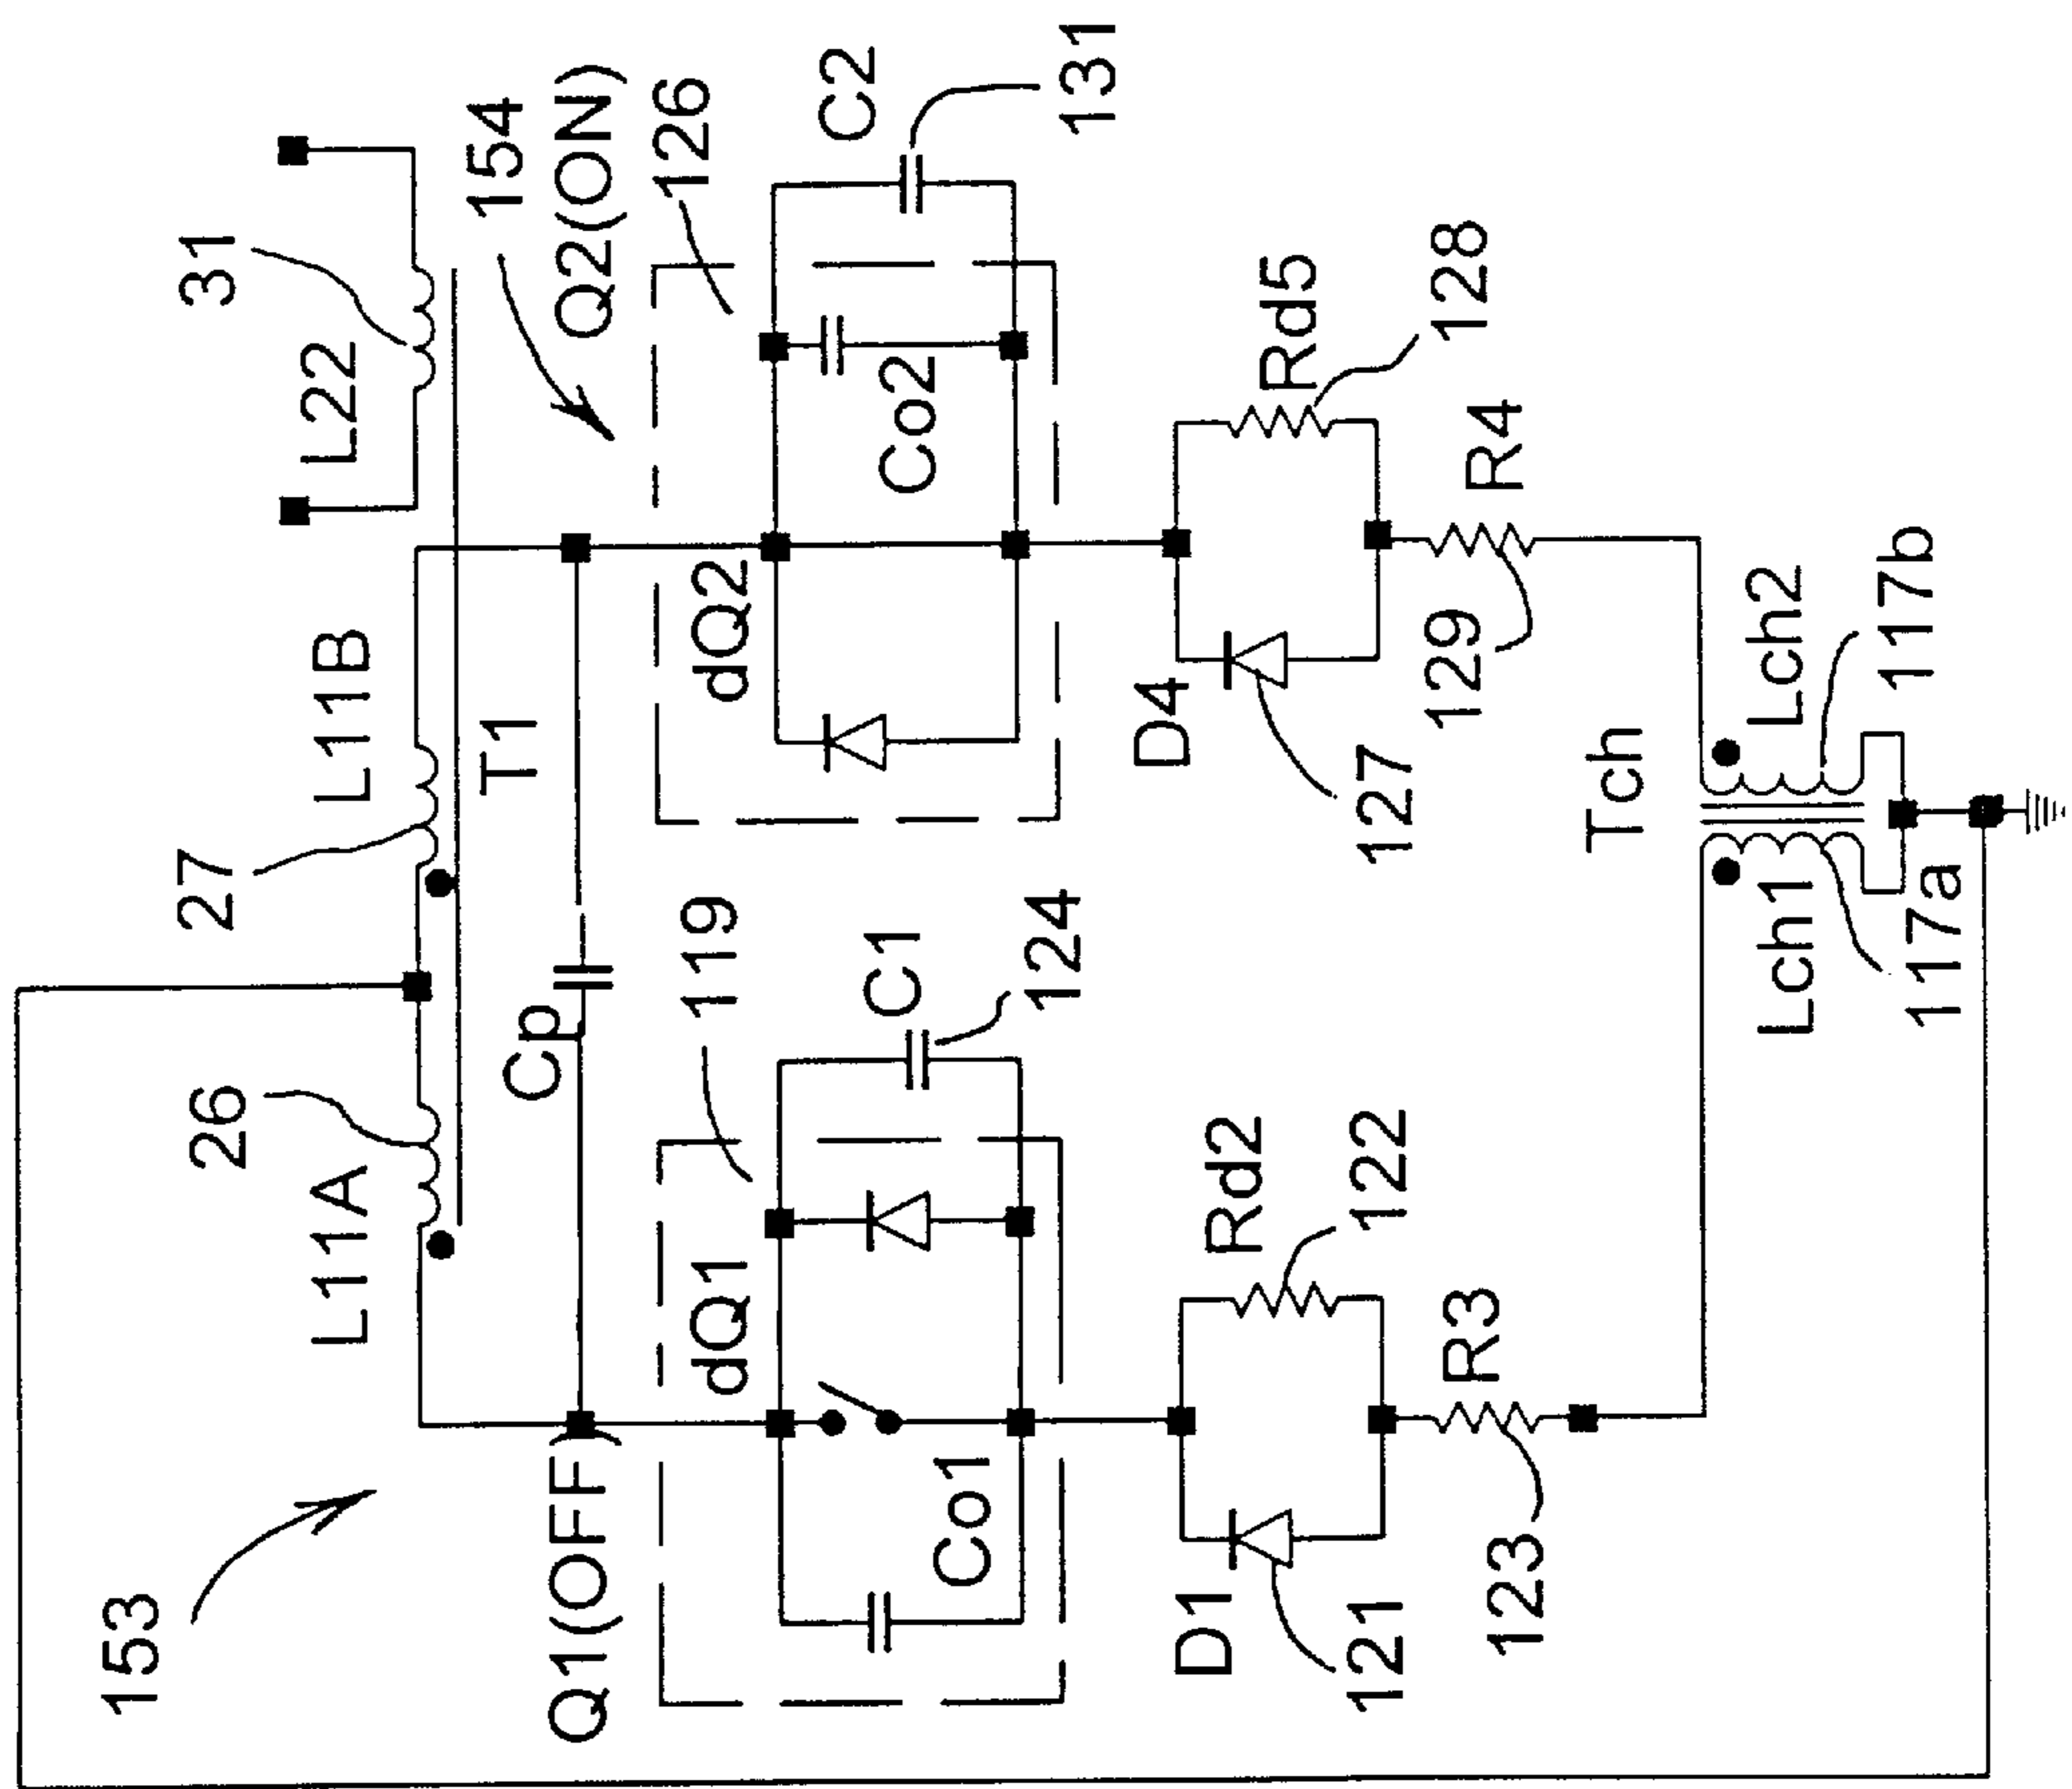 153
26
27
31
L11A
L11B
L22
T1
154
Cp
Q1(OFF)
Q2(ON)
119
126
dQ1
dQ2
C1
C2
124
131
Co1
Co2
D1
Rd2
D4
Rd5
121
122
127
128
R3
R4
123
129
Tch
Lch1
Lch2
117a
117b